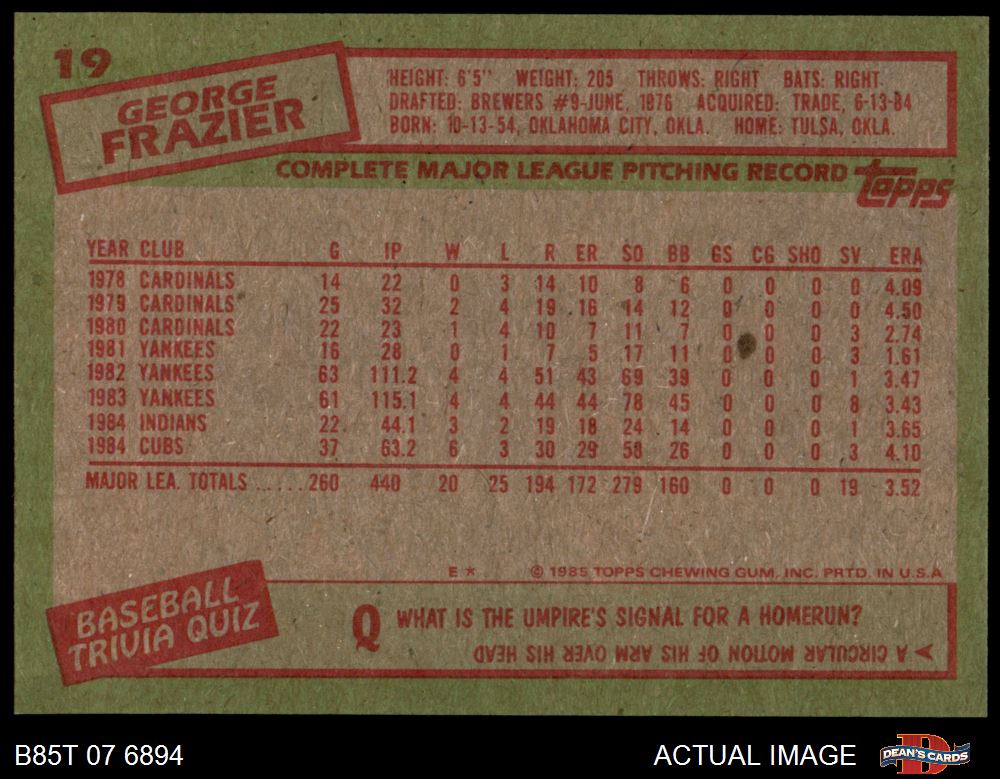 19
GEORGE
FRAZIER
HEIGHT: 6'5" WEIGHT: 205 THROWS: RIGHT BATS: RIGHT
DRAFTED: BREWERS #9-JUNE, 1976 ACQUIRED: TRADE, 6-13-84
BORN: 10-13-54, OKLAHOMA CITY, OKLA. HOME: TULSA, OKLA.
COMPLETE MAJOR LEAGUE PITCHING RECORD topps
YEAR CLUB G IP W L R ER SO BB GS CG SHO SV ERA
1978 CARDINALS 14 22 0 3 14 10 8 6 0 0 0 0 4.09
1979 CARDINALS 25 32 2 4 19 16 14 12 0 0 0 0 4.50
1980 CARDINALS 22 23 1 4 10 7 11 7 0 0 0 3 2.74
1981 YANKEES 16 28 0 1 7 5 17 11 0 0 0 3 1.61
1982 YANKEES 63 111.2 4 4 51 43 69 39 0 0 0 1 3.47
1983 YANKEES 61 115.1 4 4 44 44 78 45 0 0 0 8 3.43
1984 INDIANS 22 44.1 3 2 19 18 24 14 0 0 0 1 3.65
1984 CUBS 37 63.2 6 3 30 29 58 26 0 0 0 3 4.10
MAJOR LEA. TOTALS ...... 260 440 20 25 194 172 279 160 0 0 0 19 3.52
E * © 1985 TOPPS CHEWING GUM, INC. PRTD. IN U.S.A
BASEBALL
TRIVIA QUIZ
Q WHAT IS THE UMPIRE'S SIGNAL FOR A HOMERUN?
A CIRCULAR MOTION OF HIS ARM OVER HIS HEAD
B85T 07 6894 ACTUAL IMAGE D DEAN'S CARDS